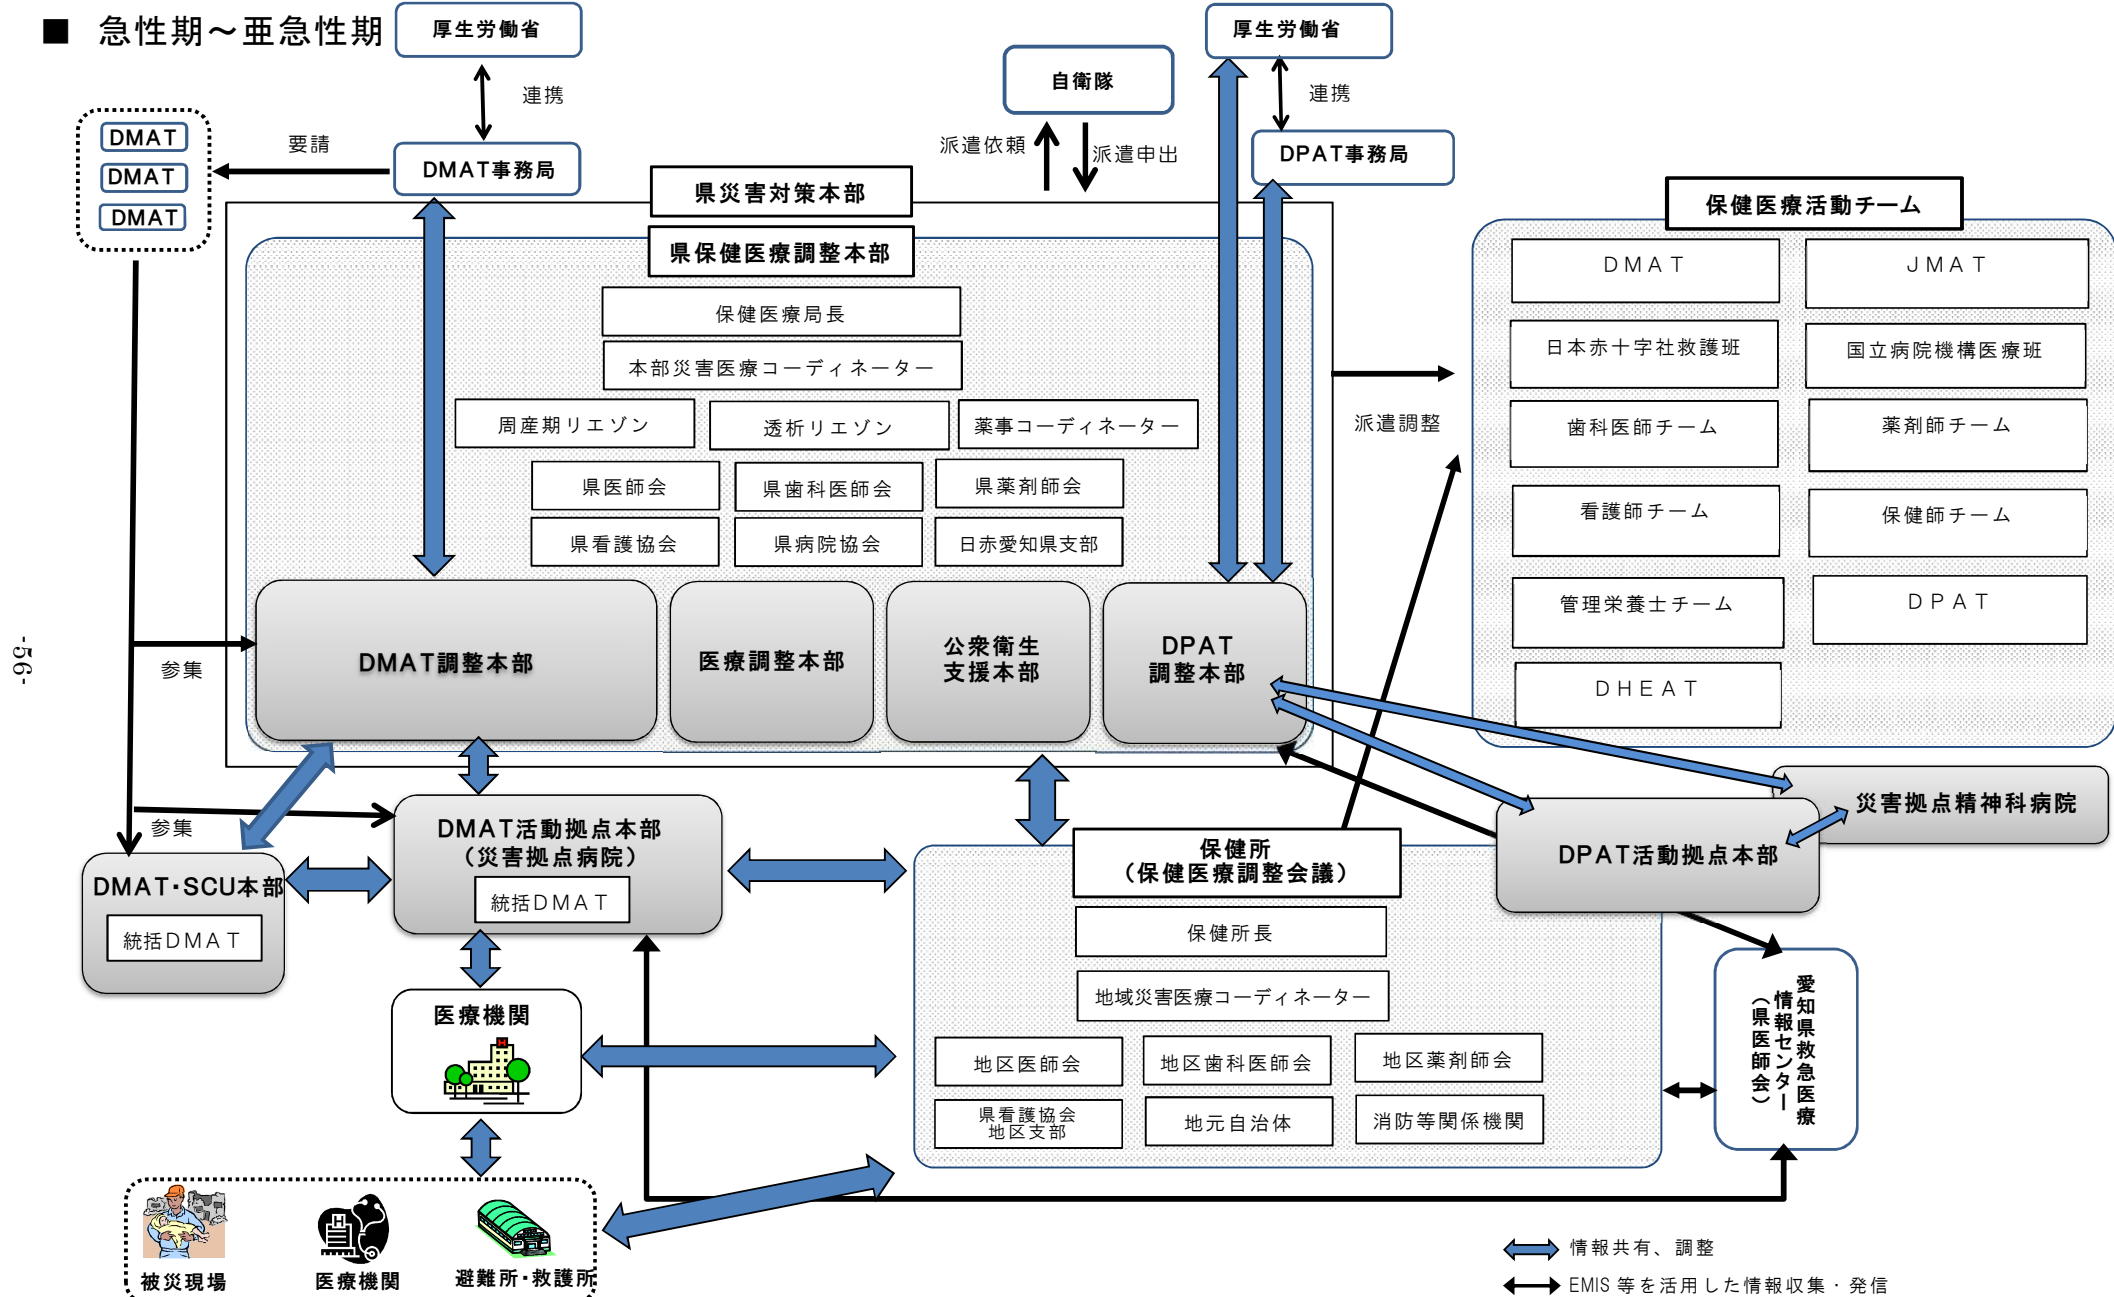 ■ 急性期～亜急性期
厚生労働省
連携
DMAT事務局
要請
DMAT
DMAT
DMAT
自衛隊
派遣依頼
派遣申出
厚生労働省
連携
DPAT事務局
県災害対策本部
県保健医療調整本部
保健医療局長
本部災害医療コーディネーター
周産期リエゾン
透析リエゾン
薬事コーディネーター
県医師会
県歯科医師会
県薬剤師会
県看護協会
県病院協会
日赤愛知県支部
DMAT調整本部
医療調整本部
公衆衛生
支援本部
DPAT
調整本部
参集
参集
派遣調整
保健医療活動チーム
ＤＭＡＴ
ＪＭＡＴ
日本赤十字社救護班
国立病院機構医療班
歯科医師チーム
薬剤師チーム
看護師チーム
保健師チーム
管理栄養士チーム
ＤＰＡＴ
ＤＨＥＡＴ
災害拠点精神科病院
DPAT活動拠点本部
DMAT活動拠点本部
（災害拠点病院）
統括ＤＭＡＴ
DMAT・SCU本部
統括ＤＭＡＴ
医療機関
H
保健所
（保健医療調整会議）
保健所長
地域災害医療コーディネーター
地区医師会
地区歯科医師会
地区薬剤師会
県看護協会
地区支部
地元自治体
消防等関係機関
愛知県救急医療
情報センター
（県医師会）
被災現場
H
医療機関
避難所・救護所
情報共有、調整
EMIS 等を活用した情報収集・発信
-56-